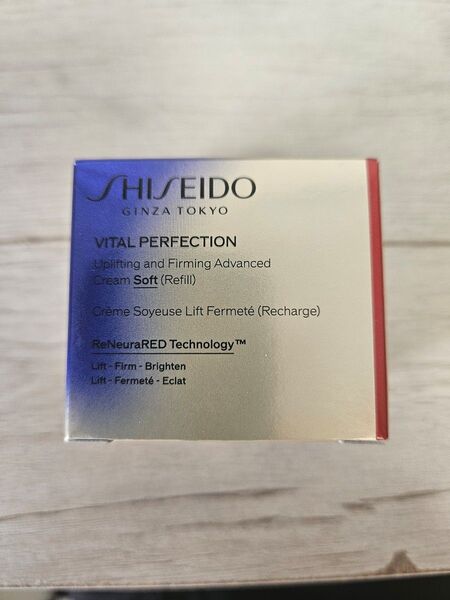 SHISEIDO
GINZA TOKYO
VITAL PERFECTION
Uplifting and Firming Advanced
Cream Soft (Refill)
Crème Soyeuse Lift Fermeté (Recharge)
ReNeuraRED Technology™
Lift - Firm - Brighten
Lift - Fermeté - Eclat